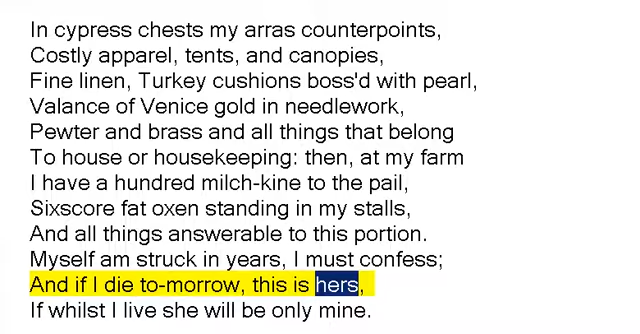 In cypress chests my arras counterpoints,
Costly apparel, tents, and canopies,
Fine linen, Turkey cushions boss'd with pearl,
Valance of Venice gold in needlework,
Pewter and brass and all things that belong
To house or housekeeping: then, at my farm
I have a hundred milch-kine to the pail,
Sixscore fat oxen standing in my stalls,
And all things answerable to this portion.
Myself am struck in years, I must confess;
And if I die to-morrow, this is hers,
If whilst I live she will be only mine.